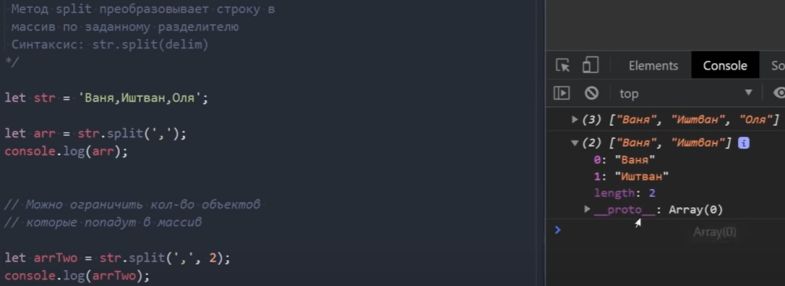 Метод split преобразовывает строку в
массив по заданному разделителю
Синтаксис: str.split(delim)
*/
let str = 'Ваня,Иштван,Оля';
let arr = str.split(',');
console.log(arr);
// Можно ограничить кол-во объектов
// которые попадут в массив
let arrTwo = str.split(',', 2);
console.log(arrTwo);
Elements Console So
top
(3) ["Ваня", "Иштван", "Оля"]
(2) ["Ваня", "Иштван"] i
0: "Ваня"
1: "Иштван"
length: 2
__proto__: Array(0)
Array(0)